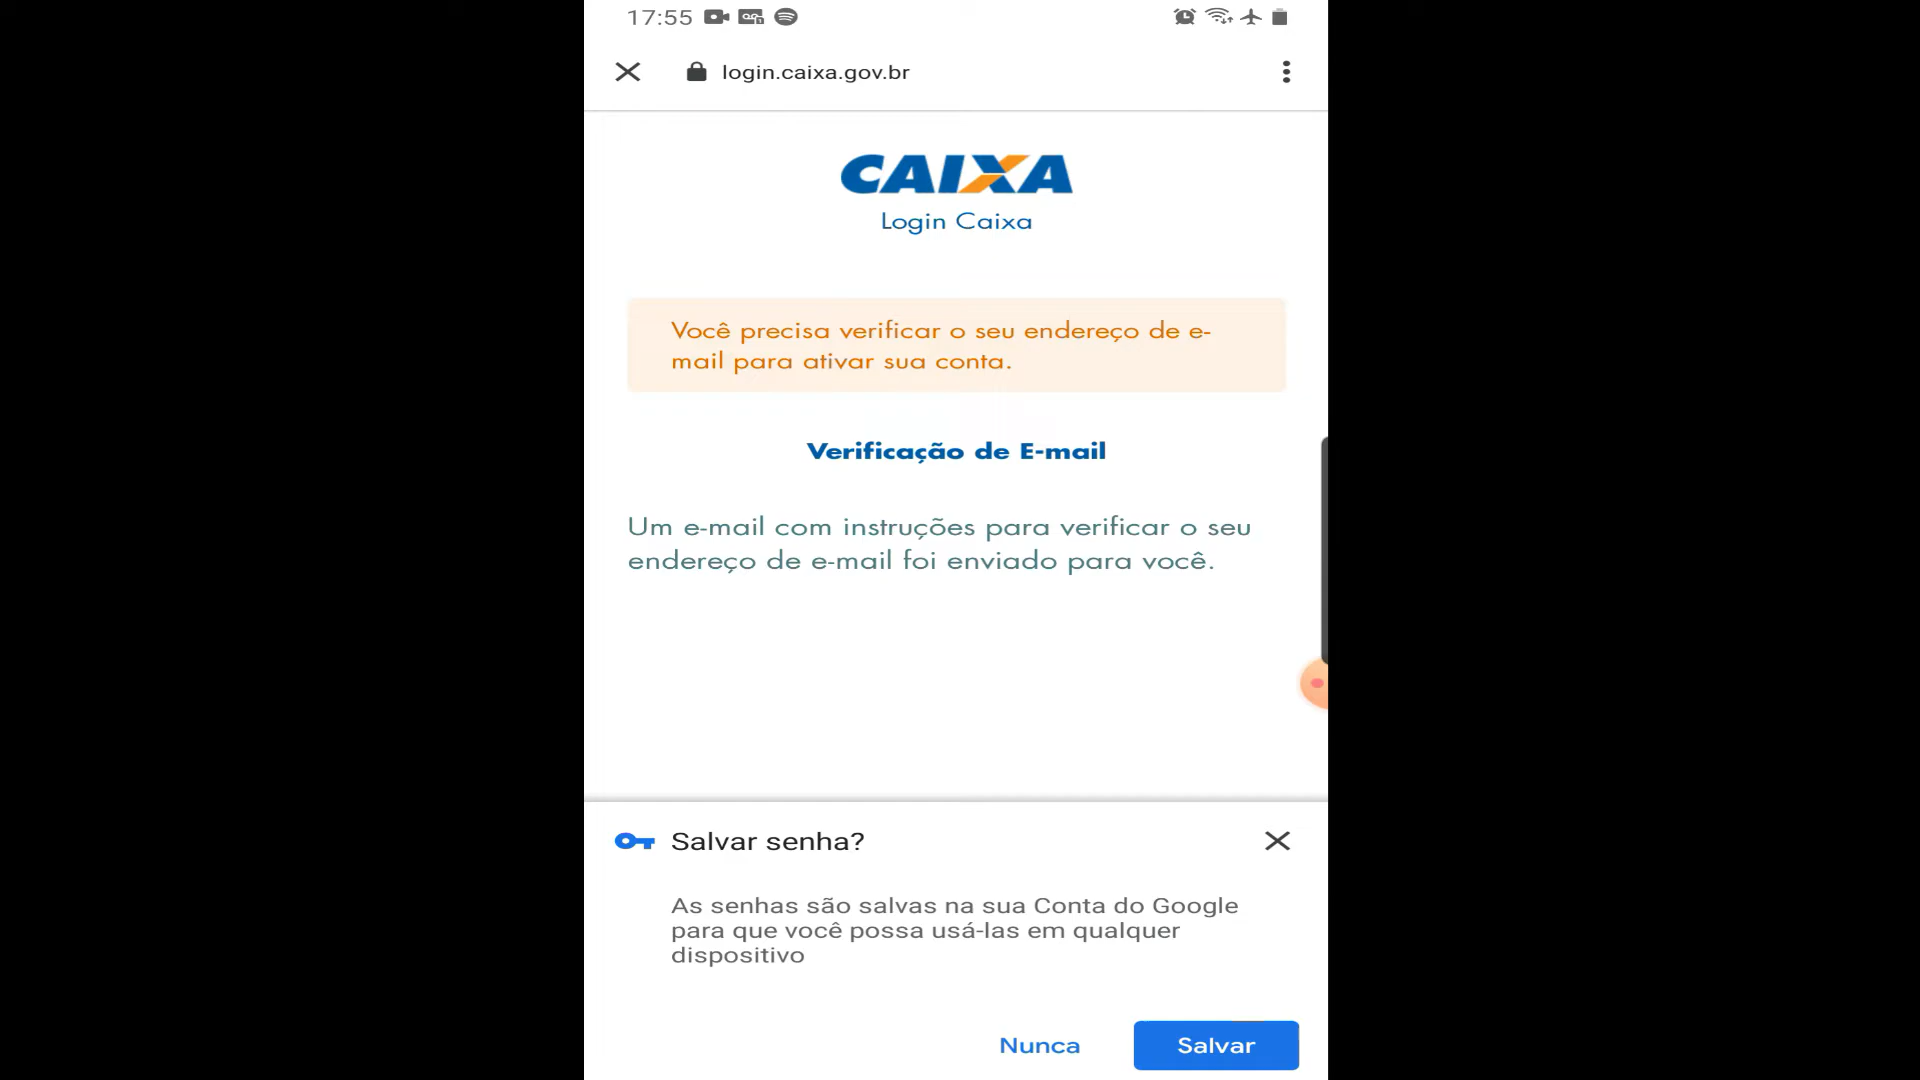 17:55
login.caixa.gov.br
CAIXA
Login Caixa
Você precisa verificar o seu endereço de e-
mail para ativar sua conta.
Verificação de E-mail
Um e-mail com instruções para verificar o seu
endereço de e-mail foi enviado para você.
Salvar senha?
As senhas são salvas na sua Conta do Google
para que você possa usá-las em qualquer
dispositivo
Nunca
Salvar